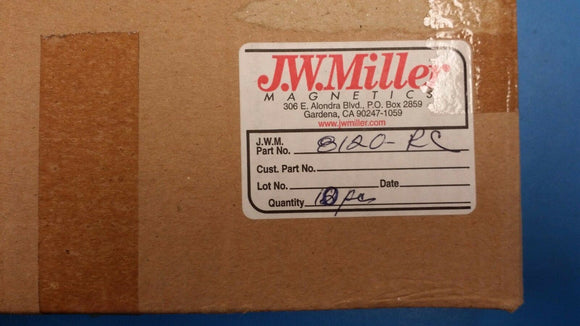 J.W.Miller
MAGNETICS
306 E. Alondra Blvd., P.O. Box 2859
Gardena, CA 90247-1059
www.jwmiller.com
J.W.M.
Part No. 8120-RC
Cust. Part No.
Lot No. Date
Quantity pcs